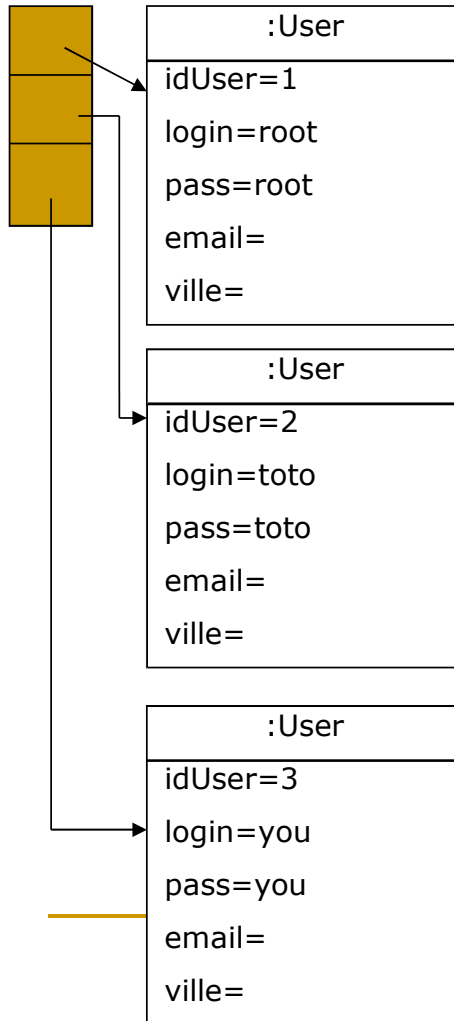 :User
idUser=1
login=root
pass=root
email=
ville=
:User
idUser=2
login=toto
pass=toto
email=
ville=
:User
idUser=3
login=you
pass=you
email=
ville=